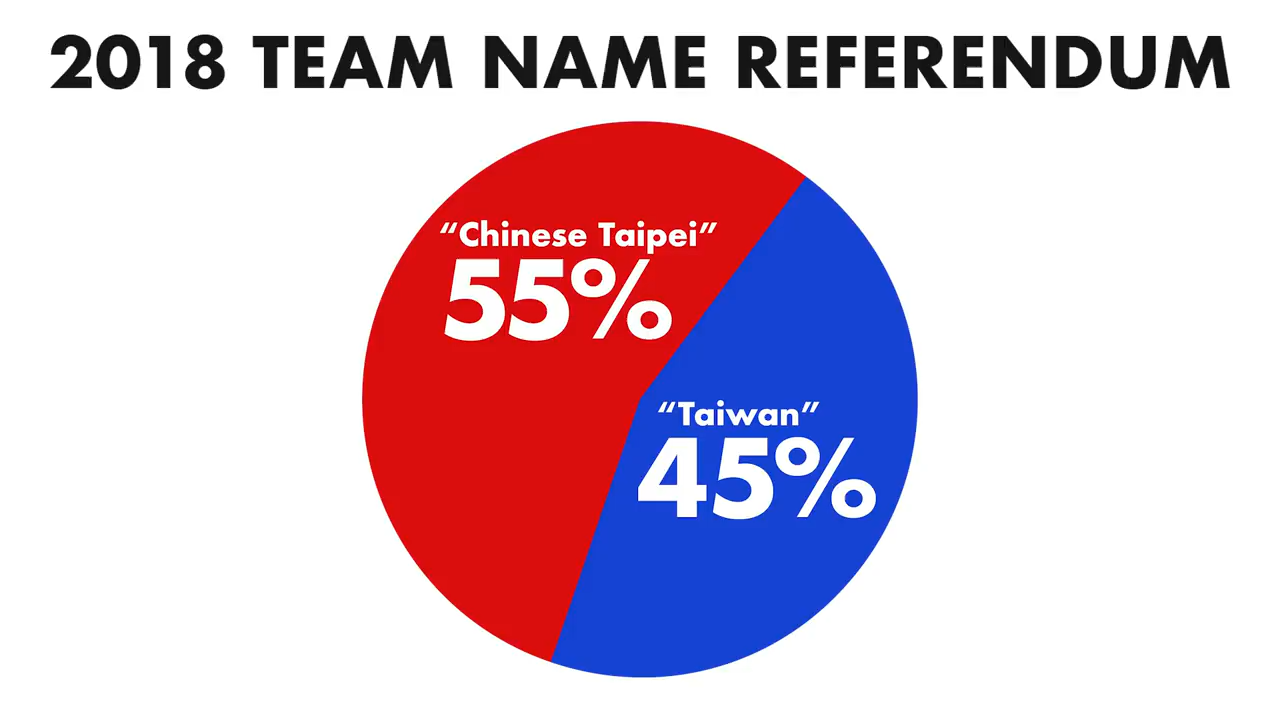 2018 TEAM NAME REFERENDUM
“Chinese Taipei”
55%
“Taiwan”
45%